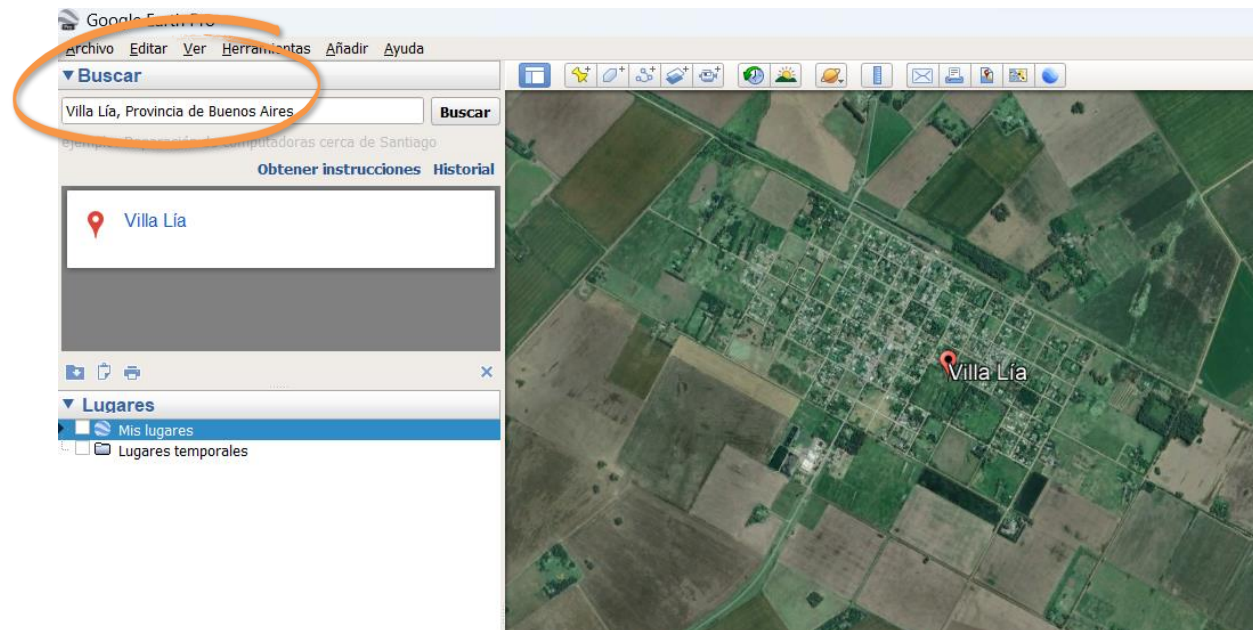 Google Earth Pro
Archivo Editar Ver Herramientas Añadir Ayuda
Buscar
Villa Lía, Provincia de Buenos Aires
Buscar
ejemplo: Reparación de computadoras cerca de Santiago
Obtener instrucciones Historial
Villa Lía
Lugares
Mis lugares
Lugares temporales
Villa Lía